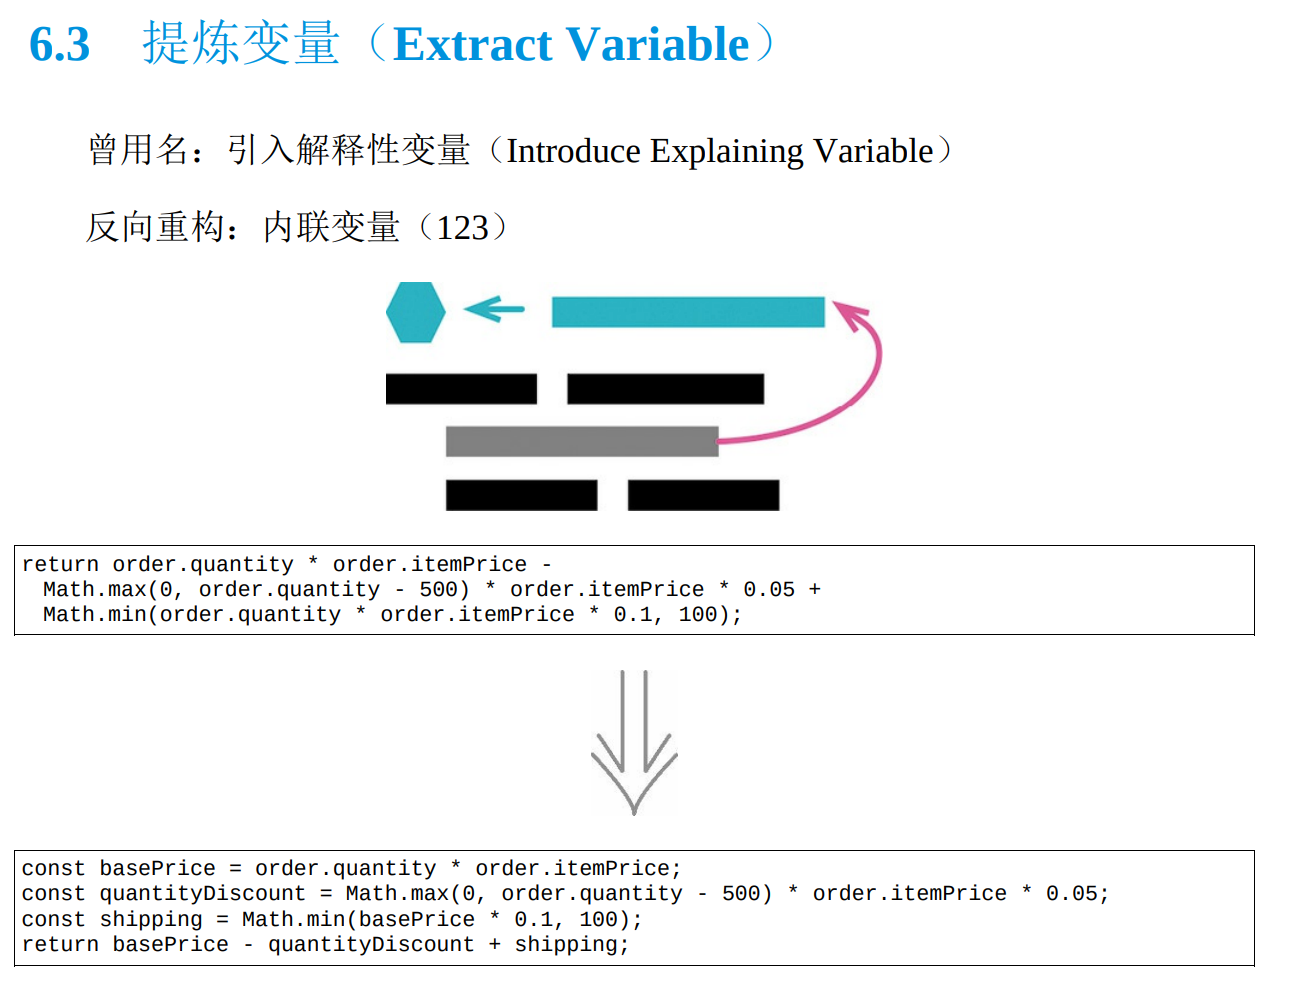 6.3 提炼变量（Extract Variable）
曾用名：引入解释性变量（Introduce Explaining Variable）
反向重构：内联变量（123）
return order.quantity * order.itemPrice -
  Math.max(0, order.quantity - 500) * order.itemPrice * 0.05 +
  Math.min(order.quantity * order.itemPrice * 0.1, 100);
const basePrice = order.quantity * order.itemPrice;
const quantityDiscount = Math.max(0, order.quantity - 500) * order.itemPrice * 0.05;
const shipping = Math.min(basePrice * 0.1, 100);
return basePrice - quantityDiscount + shipping;